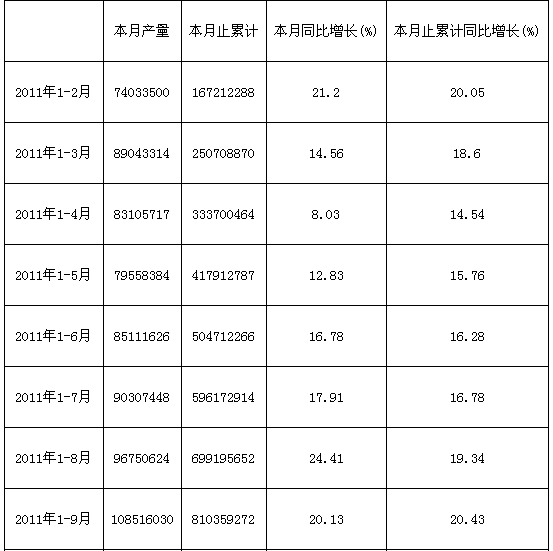 本月产量 本月止累计 本月同比增长(%) 本月止累计同比增长(%)
2011年1-2月 74033500 167212288 21.2 20.05
2011年1-3月 89043314 250708870 14.56 18.6
2011年1-4月 83105717 333700464 8.03 14.54
2011年1-5月 79558384 417912787 12.83 15.76
2011年1-6月 85111626 504712266 16.78 16.28
2011年1-7月 90307448 596172914 17.91 16.78
2011年1-8月 96750624 699195652 24.41 19.34
2011年1-9月 108516030 810359272 20.13 20.43